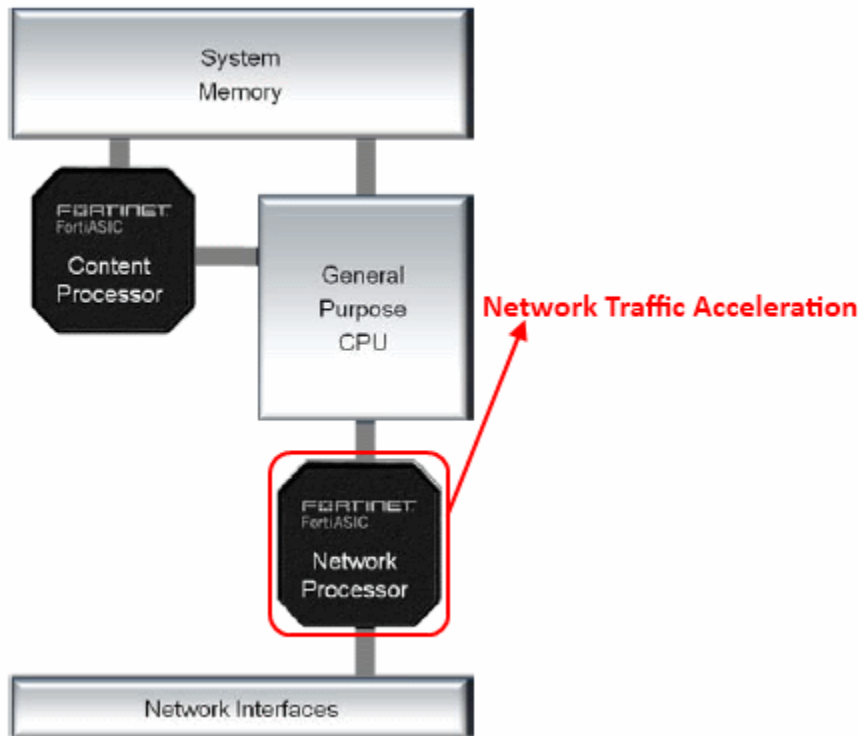 System
Memory
FORTINET
FortiASIC
Content
Processor
General
Purpose
CPU
Network Traffic Acceleration
FORTINET
FortiASIC
Network
Processor
Network Interfaces